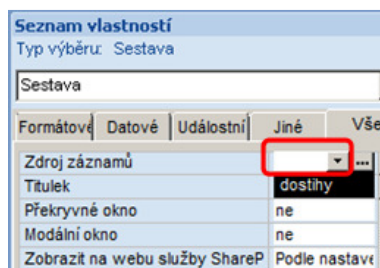 Seznam vlastností
Typ výběru: Sestava
Sestava
Formátové Datové Událostní Jiné Vše
Zdroj záznamů ...
Titulek dostihy
Překryvné okno ne
Modální okno ne
Zobrazit na webu služby ShareP Podle nastave